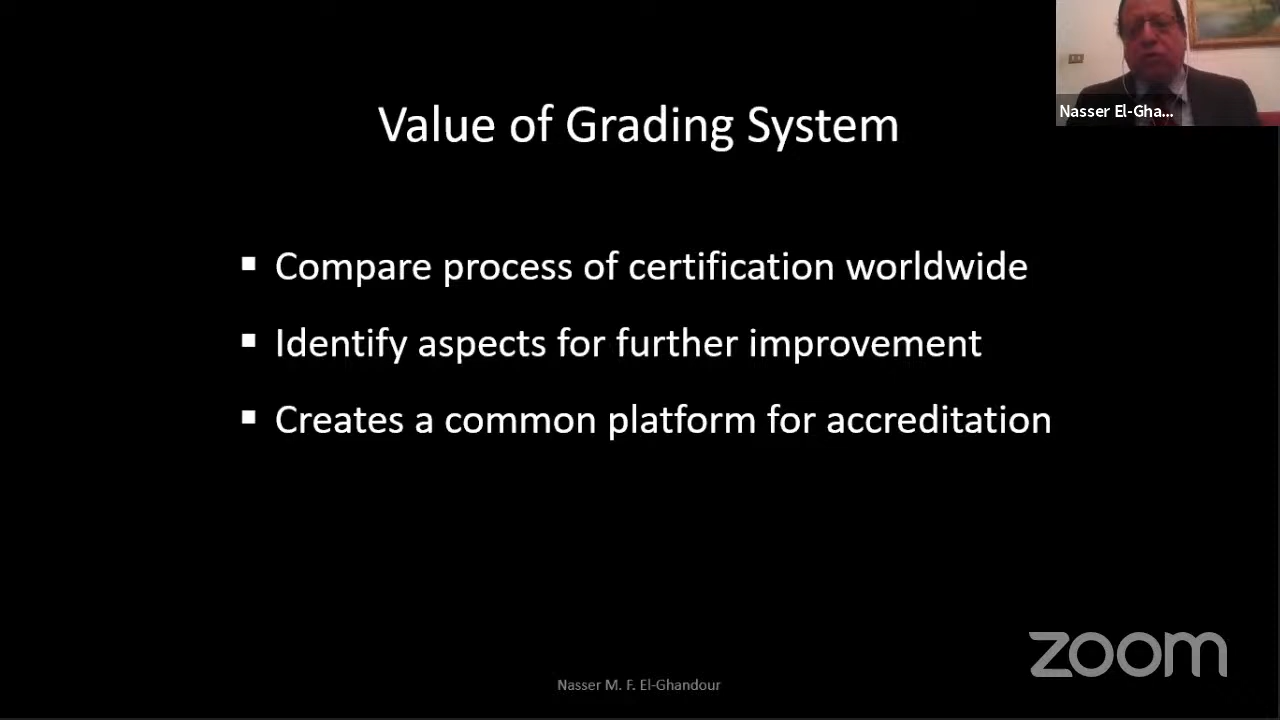 Value of Grading System
Nasser El-Gha...
▪ Compare process of certification worldwide
▪ Identify aspects for further improvement
▪ Creates a common platform for accreditation
zoom
Nasser M. F. El-Ghandour